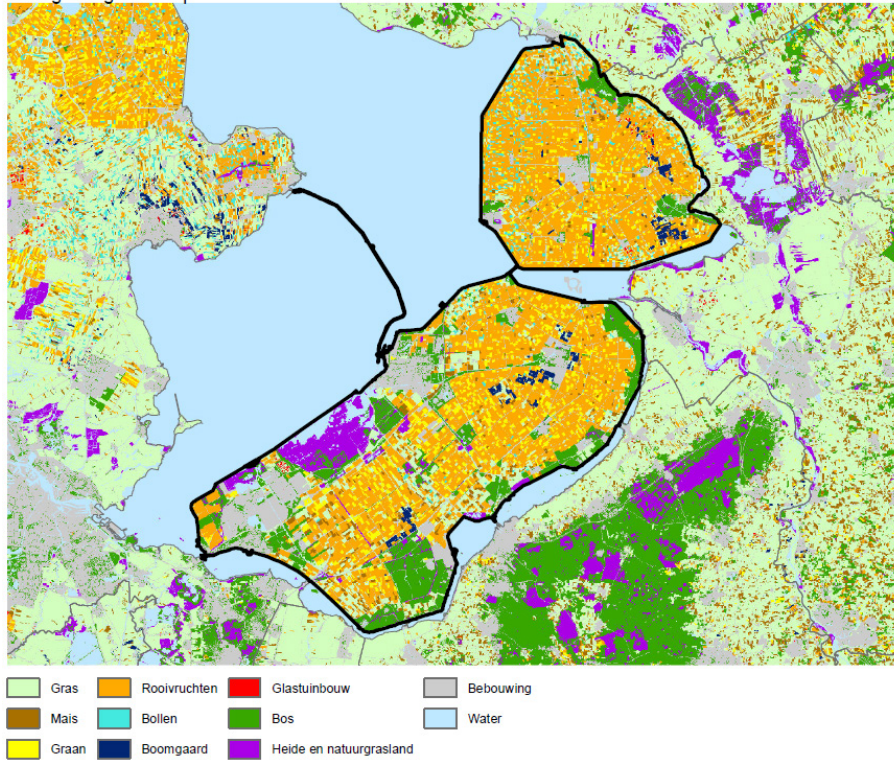 Gras
Rooivruchten
Glastuinbouw
Bebouwing
Mais
Bollen
Bos
Water
Graan
Boomgaard
Heide en natuurgrasland